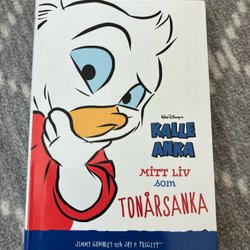 Walt Disney's
KALLE
ANKA
MITT LIV
som
TONÅRSANKA
JIMMY GOWNLEY och JAY P. FOSGITT